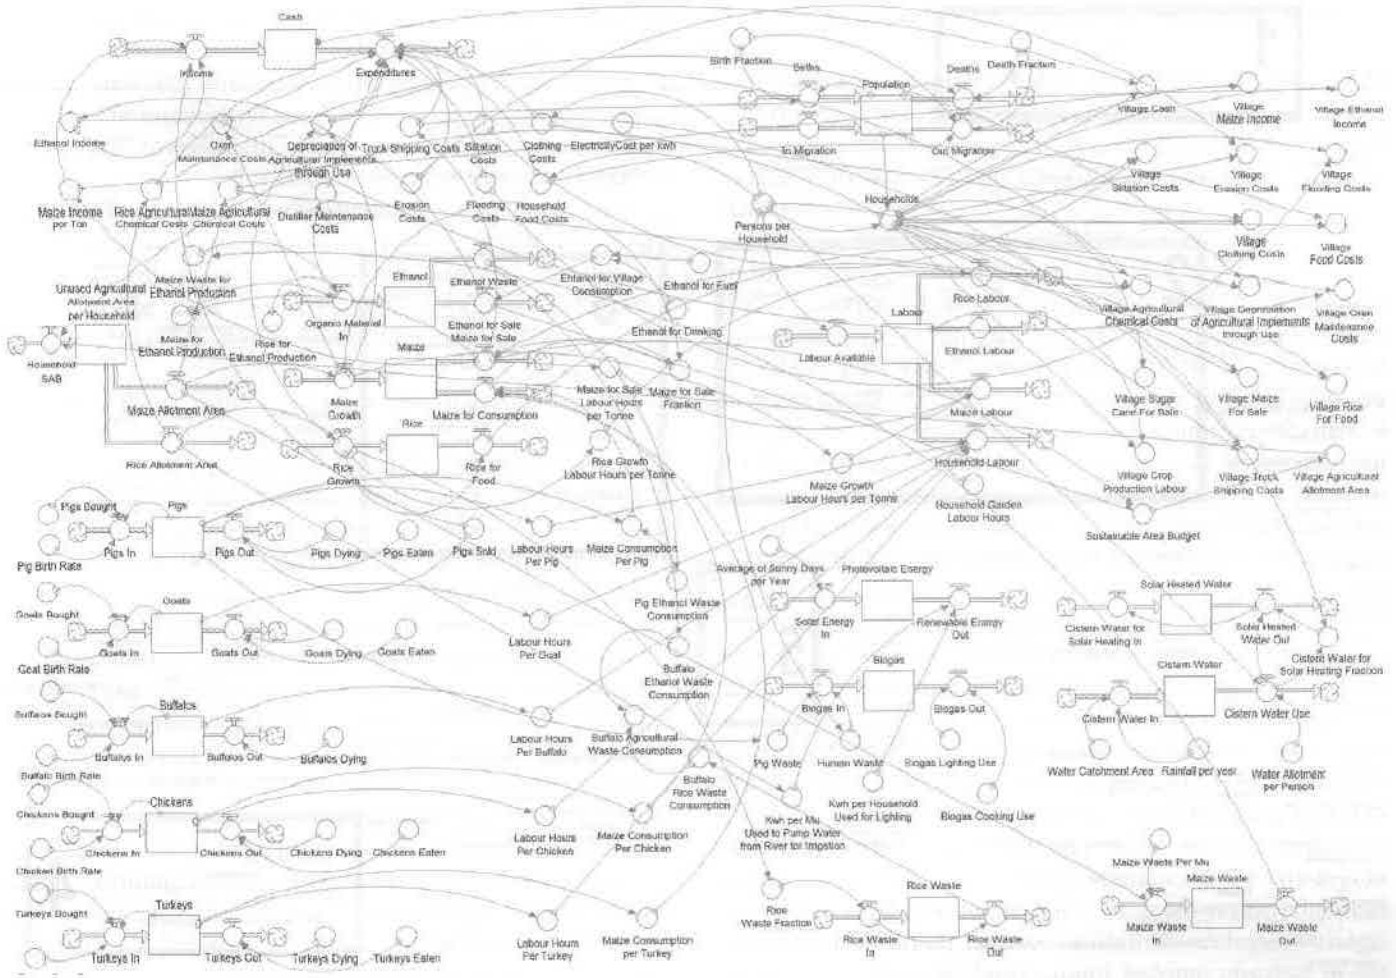 Cash
Income
Expenditures
Birth Fraction
Births
Population
Deaths
Death Fraction
In Migration
Out Migration
Village Cash
Village
Maize Income
Village Ethanol
Income
Ethanol Income
Oxen
Maintenance Costs
Depreciation of
Agricultural Implements
through Use
Truck Shipping Costs
Siltation
Costs
Clothing
Costs
ElectricityCost per kwh
Village
Siltation Costs
Village
Erosion Costs
Village
Flooding Costs
Maize Income
per Ton
Rice Agricultural
Chemical Costs
Maize Agricultural
Chemical Costs
Distiller Maintenance
Costs
Erosion
Costs
Flooding
Costs
Household
Food Costs
Persons per
Household
Households
Village
Clothing Costs
Village
Food Costs
Unused Agricultural
Allotment Area
per Household
Household
SAB
Maize Waste for
Ethanol Production
Maize for
Ethanol Production
Rice for
Ethanol Production
Organic Material
In
Ethanol
Ethanol Waste
Ethanol for Sale
Ethanol for Village
Consumption
Ethanol for Fuel
Ethanol for Drinking
Maize Allotment Area
Rice Allotment Area
Maize
Growth
Maize
Maize for Sale
Maize for Consumption
Maize for Sale
Labour Hours
per Tonne
Maize for Sale
Fraction
Rice
Growth
Rice
Rice for
Food
Rice Growth
Labour Hours per Tonne
Labour Available
Labour
Rice Labour
Ethanol Labour
Maize Labour
Household Labour
Maize Growth
Labour Hours per Tonne
Household Garden
Labour Hours
Village Agricultural
Chemical Costs
Village Depreciation
of Agricultural Implements
through Use
Village Oxen
Maintenance
Costs
Village Sugar
Cane For Sale
Village Maize
For Sale
Village Rice
For Food
Village Crop
Production Labour
Village Truck
Shipping Costs
Village Agricultural
Allotment Area
Sustainable Area Budget
Pigs Bought
Pigs
Pigs In
Pigs Out
Pig Birth Rate
Pigs Dying
Pigs Eaten
Pigs Sold
Labour Hours
Per Pig
Maize Consumption
Per Pig
Goats Bought
Goats
Goats In
Goats Out
Goat Birth Rate
Goats Dying
Goats Eaten
Labour Hours
Per Goat
Pig Ethanol Waste
Consumption
Buffalo
Ethanol Waste
Consumption
Buffalos Bought
Buffalos
Buffalos In
Buffalos Out
Buffalo Birth Rate
Buffalos Dying
Labour Hours
Per Buffalo
Buffalo Agricultural
Waste Consumption
Buffalo
Rice Waste
Consumption
Chickens Bought
Chickens
Chickens In
Chickens Out
Chicken Birth Rate
Chickens Dying
Chickens Eaten
Labour Hours
Per Chicken
Maize Consumption
Per Chicken
Turkeys Bought
Turkeys
Turkeys In
Turkeys Out
Turkeys Dying
Turkeys Eaten
Labour Hours
Per Turkey
Maize Consumption
per Turkey
Average of Sunny Days
per Year
Photovoltaic Energy
Solar Energy
In
Renewable Energy
Out
Biogas
Biogas In
Biogas Out
Pig Waste
Human Waste
Biogas Lighting Use
Kwh per Mu
Used to Pump Water
from River for Irrigation
Kwh per Household
Used for Lighting
Biogas Cooking Use
Solar Heated Water
Cistern Water for
Solar Heating In
Solar Heated
Water Out
Cistern Water for
Solar Heating Fraction
Cistern Water
Cistern Water In
Cistern Water Use
Water Catchment Area
Rainfall per year
Water Allotment
per Person
Rice
Waste Fraction
Rice Waste
Rice Waste
In
Rice Waste
Out
Maize Waste Per Mu
Maize Waste
Maize Waste
In
Maize Waste
Out